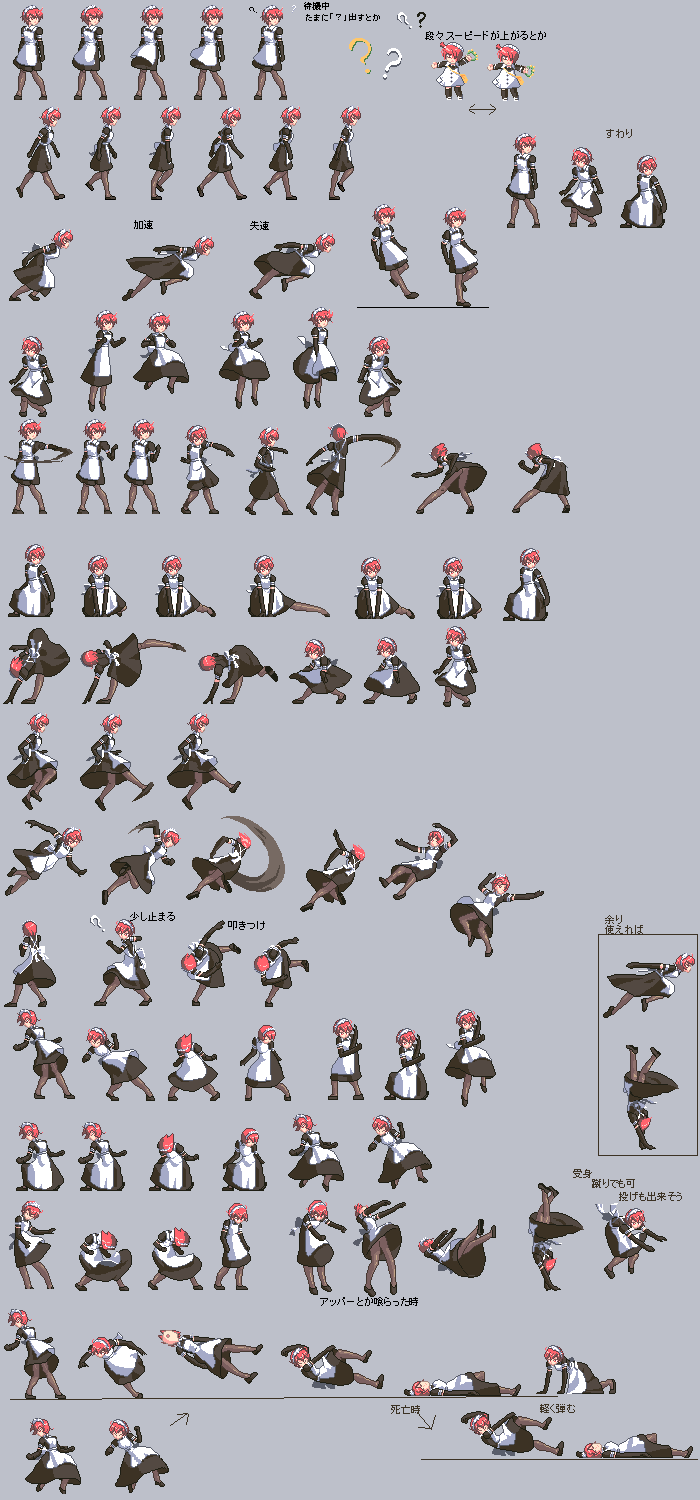 待機中
たまに「?」出すとか
段々スーピードが上がるとか
すわり
加速
失速
少し止まる
叩きつけ
余り
使えれば
受身
蹴りでも可
投げも出来そう
アッパーとか喰らった時
死亡時
軽く弾む